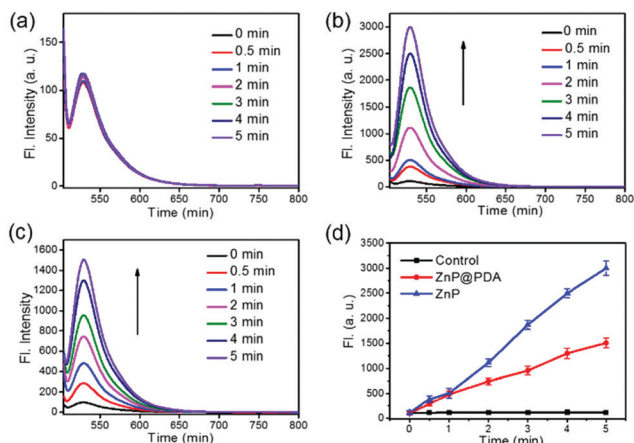 (a)
0 min
0.5 min
1 min
2 min
3 min
4 min
5 min
Fl. Intensity (a. u.)
150
100
50
0
550 600 650 700 750 800
Time (min)
(b)
0 min
0.5 min
1 min
2 min
3 min
4 min
5 min
Fl. Intensity (a. u.)
3000
2500
2000
1500
1000
500
0
550 600 650 700 750 800
Time (min)
(c)
0 min
0.5 min
1 min
2 min
3 min
4 min
5 min
Fl. Intensity
1600
1400
1200
1000
800
600
400
200
0
550 600 650 700 750 800
Time (min)
(d)
Control
ZnP@PDA
ZnP
Fl. (a. u.)
3500
3000
2500
2000
1500
1000
500
0
0 1 2 3 4 5
Time (min)